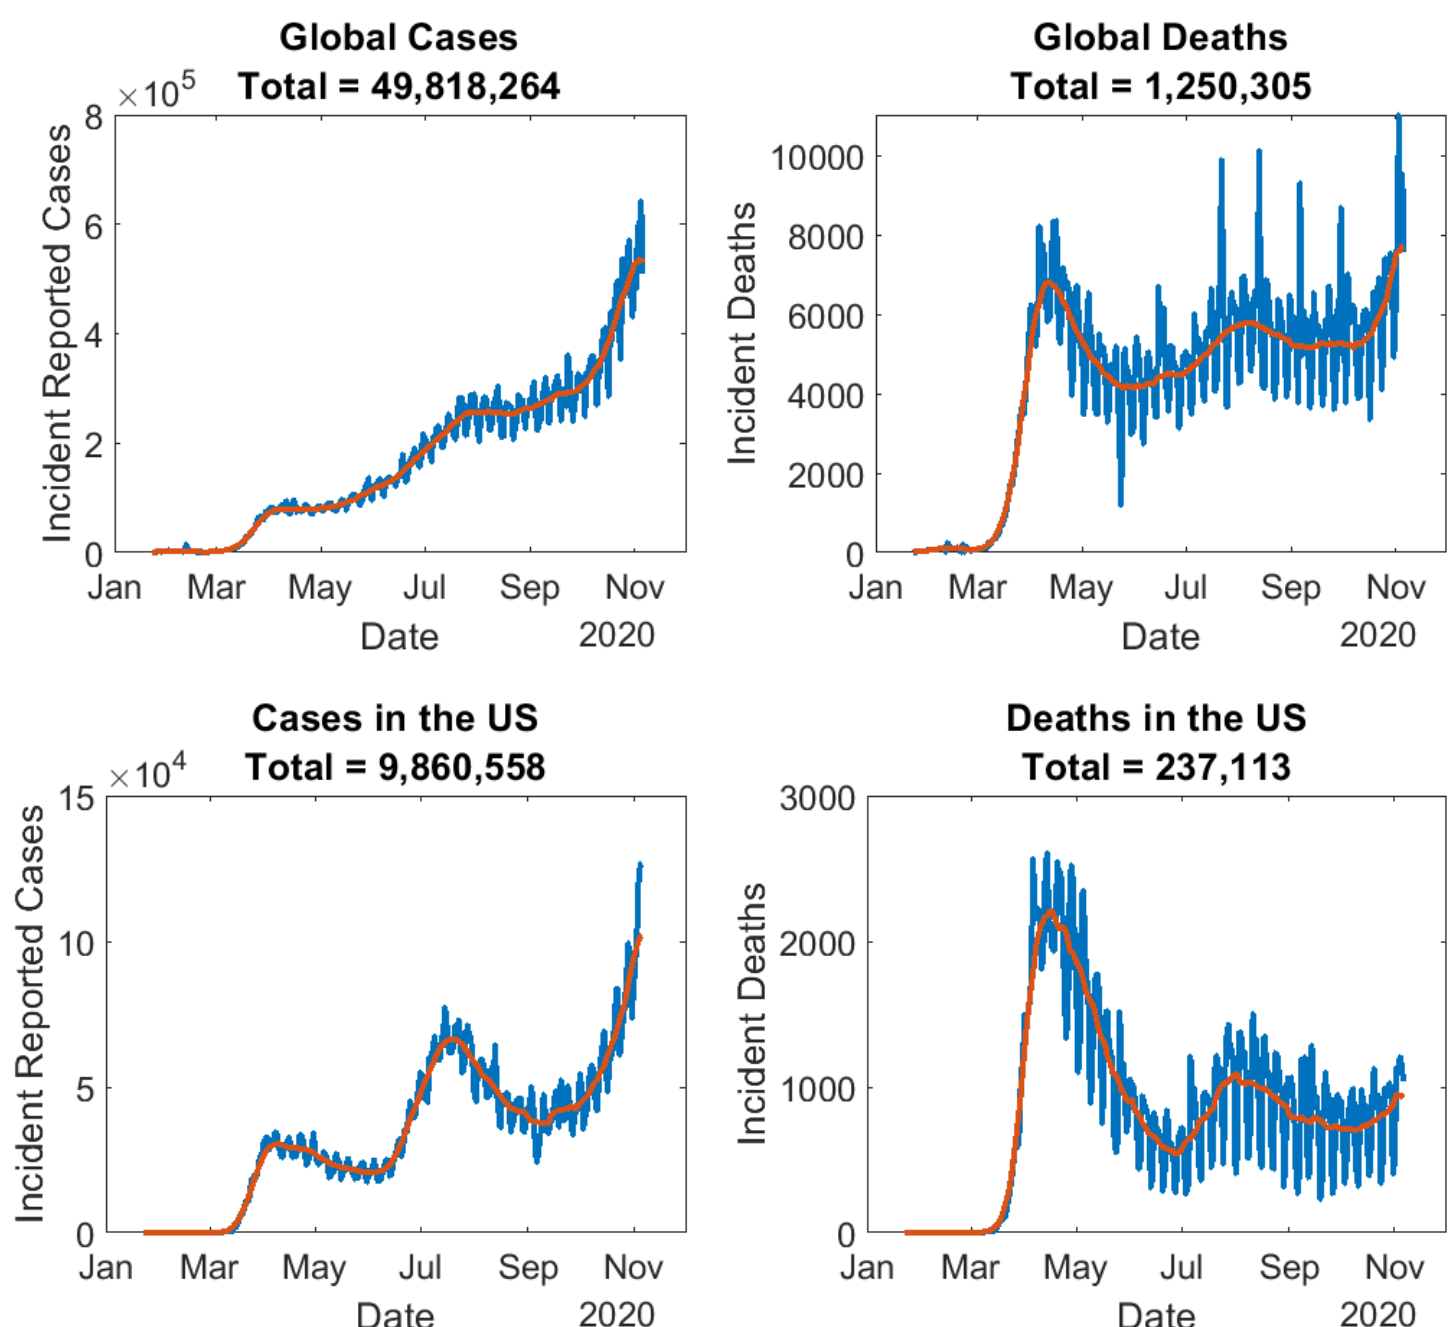 Global Cases
Total = 49,818,264
×10^5
Incident Reported Cases
8
6
4
2
0
Jan Mar May Jul Sep Nov
Date 2020
Global Deaths
Total = 1,250,305
Incident Deaths
10000
8000
6000
4000
2000
0
Jan Mar May Jul Sep Nov
Date 2020
Cases in the US
Total = 9,860,558
×10^4
Incident Reported Cases
15
10
5
0
Jan Mar May Jul Sep Nov
Date 2020
Deaths in the US
Total = 237,113
Incident Deaths
3000
2000
1000
0
Jan Mar May Jul Sep Nov
Date 2020